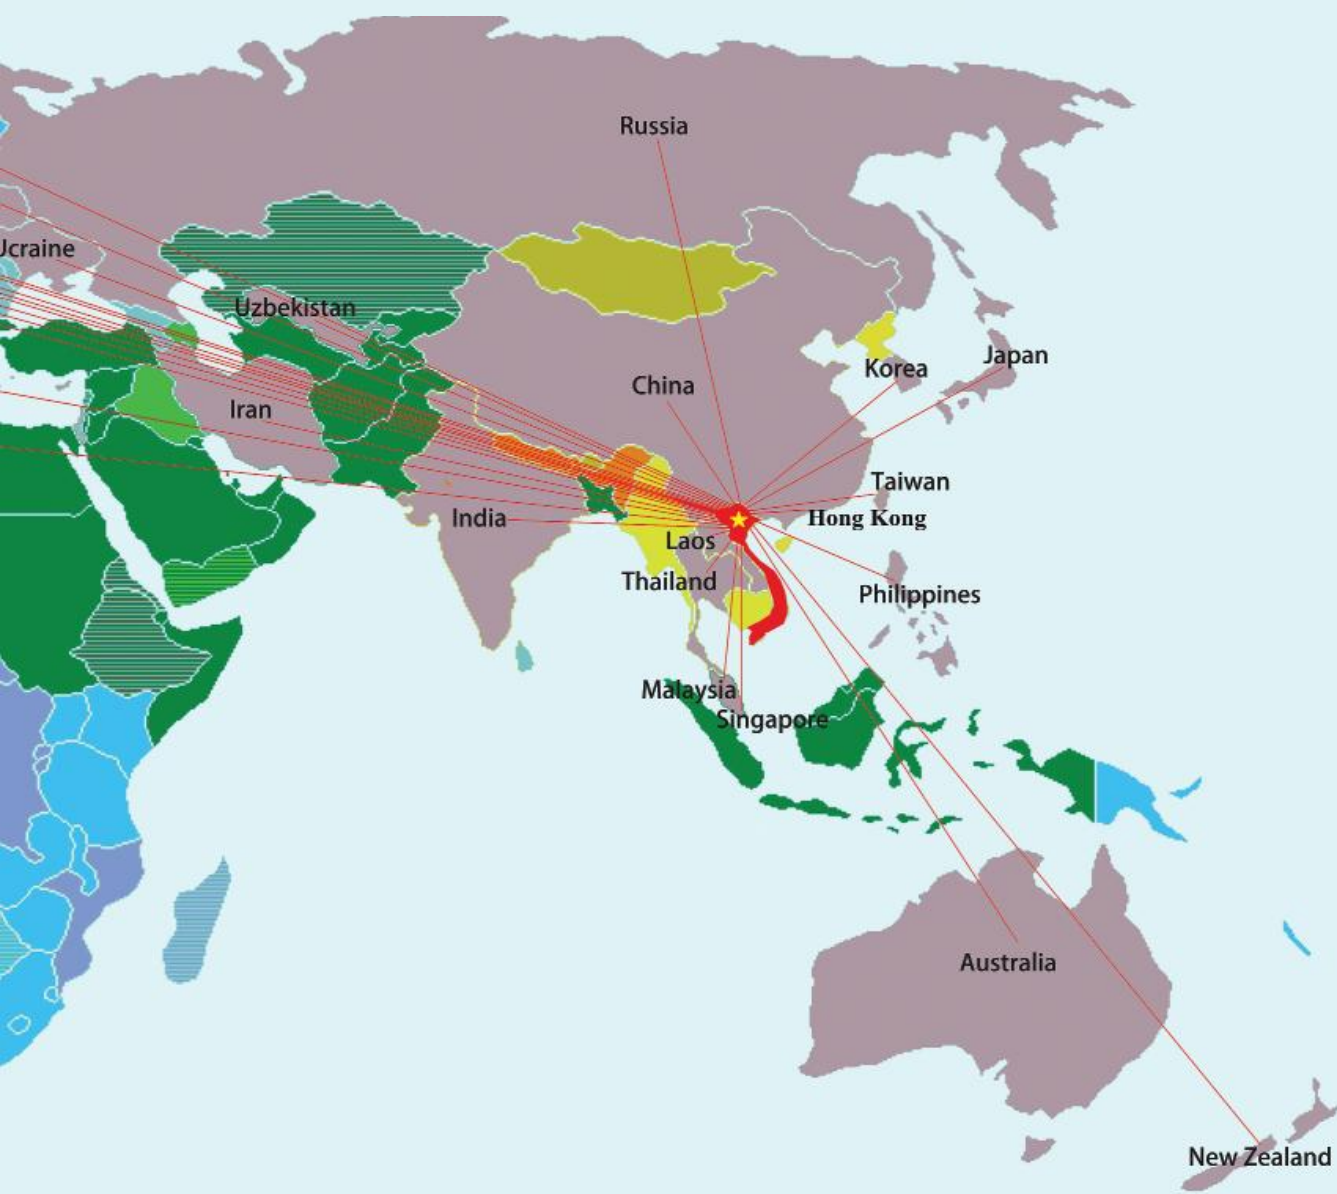 Russia
Ucraine
Uzbekistan
Korea
Japan
China
Iran
Taiwan
India
Hong Kong
Laos
Thailand
Philippines
Malaysia
Singapore
Australia
New Zealand